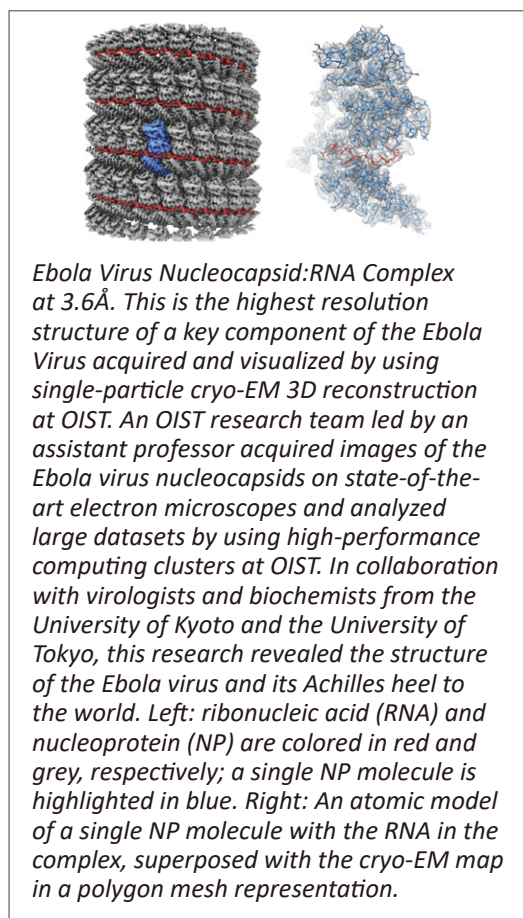 Ebola Virus Nucleocapsid:RNA Complex
at 3.6Å. This is the highest resolution
structure of a key component of the Ebola
Virus acquired and visualized by using
single-particle cryo-EM 3D reconstruction
at OIST. An OIST research team led by an
assistant professor acquired images of the
Ebola virus nucleocapsids on state-of-the-
art electron microscopes and analyzed
large datasets by using high-performance
computing clusters at OIST. In collaboration
with virologists and biochemists from the
University of Kyoto and the University of
Tokyo, this research revealed the structure
of the Ebola virus and its Achilles heel to
the world. Left: ribonucleic acid (RNA) and
nucleoprotein (NP) are colored in red and
grey, respectively; a single NP molecule is
highlighted in blue. Right: An atomic model
of a single NP molecule with the RNA in the
complex, superposed with the cryo-EM map
in a polygon mesh representation.